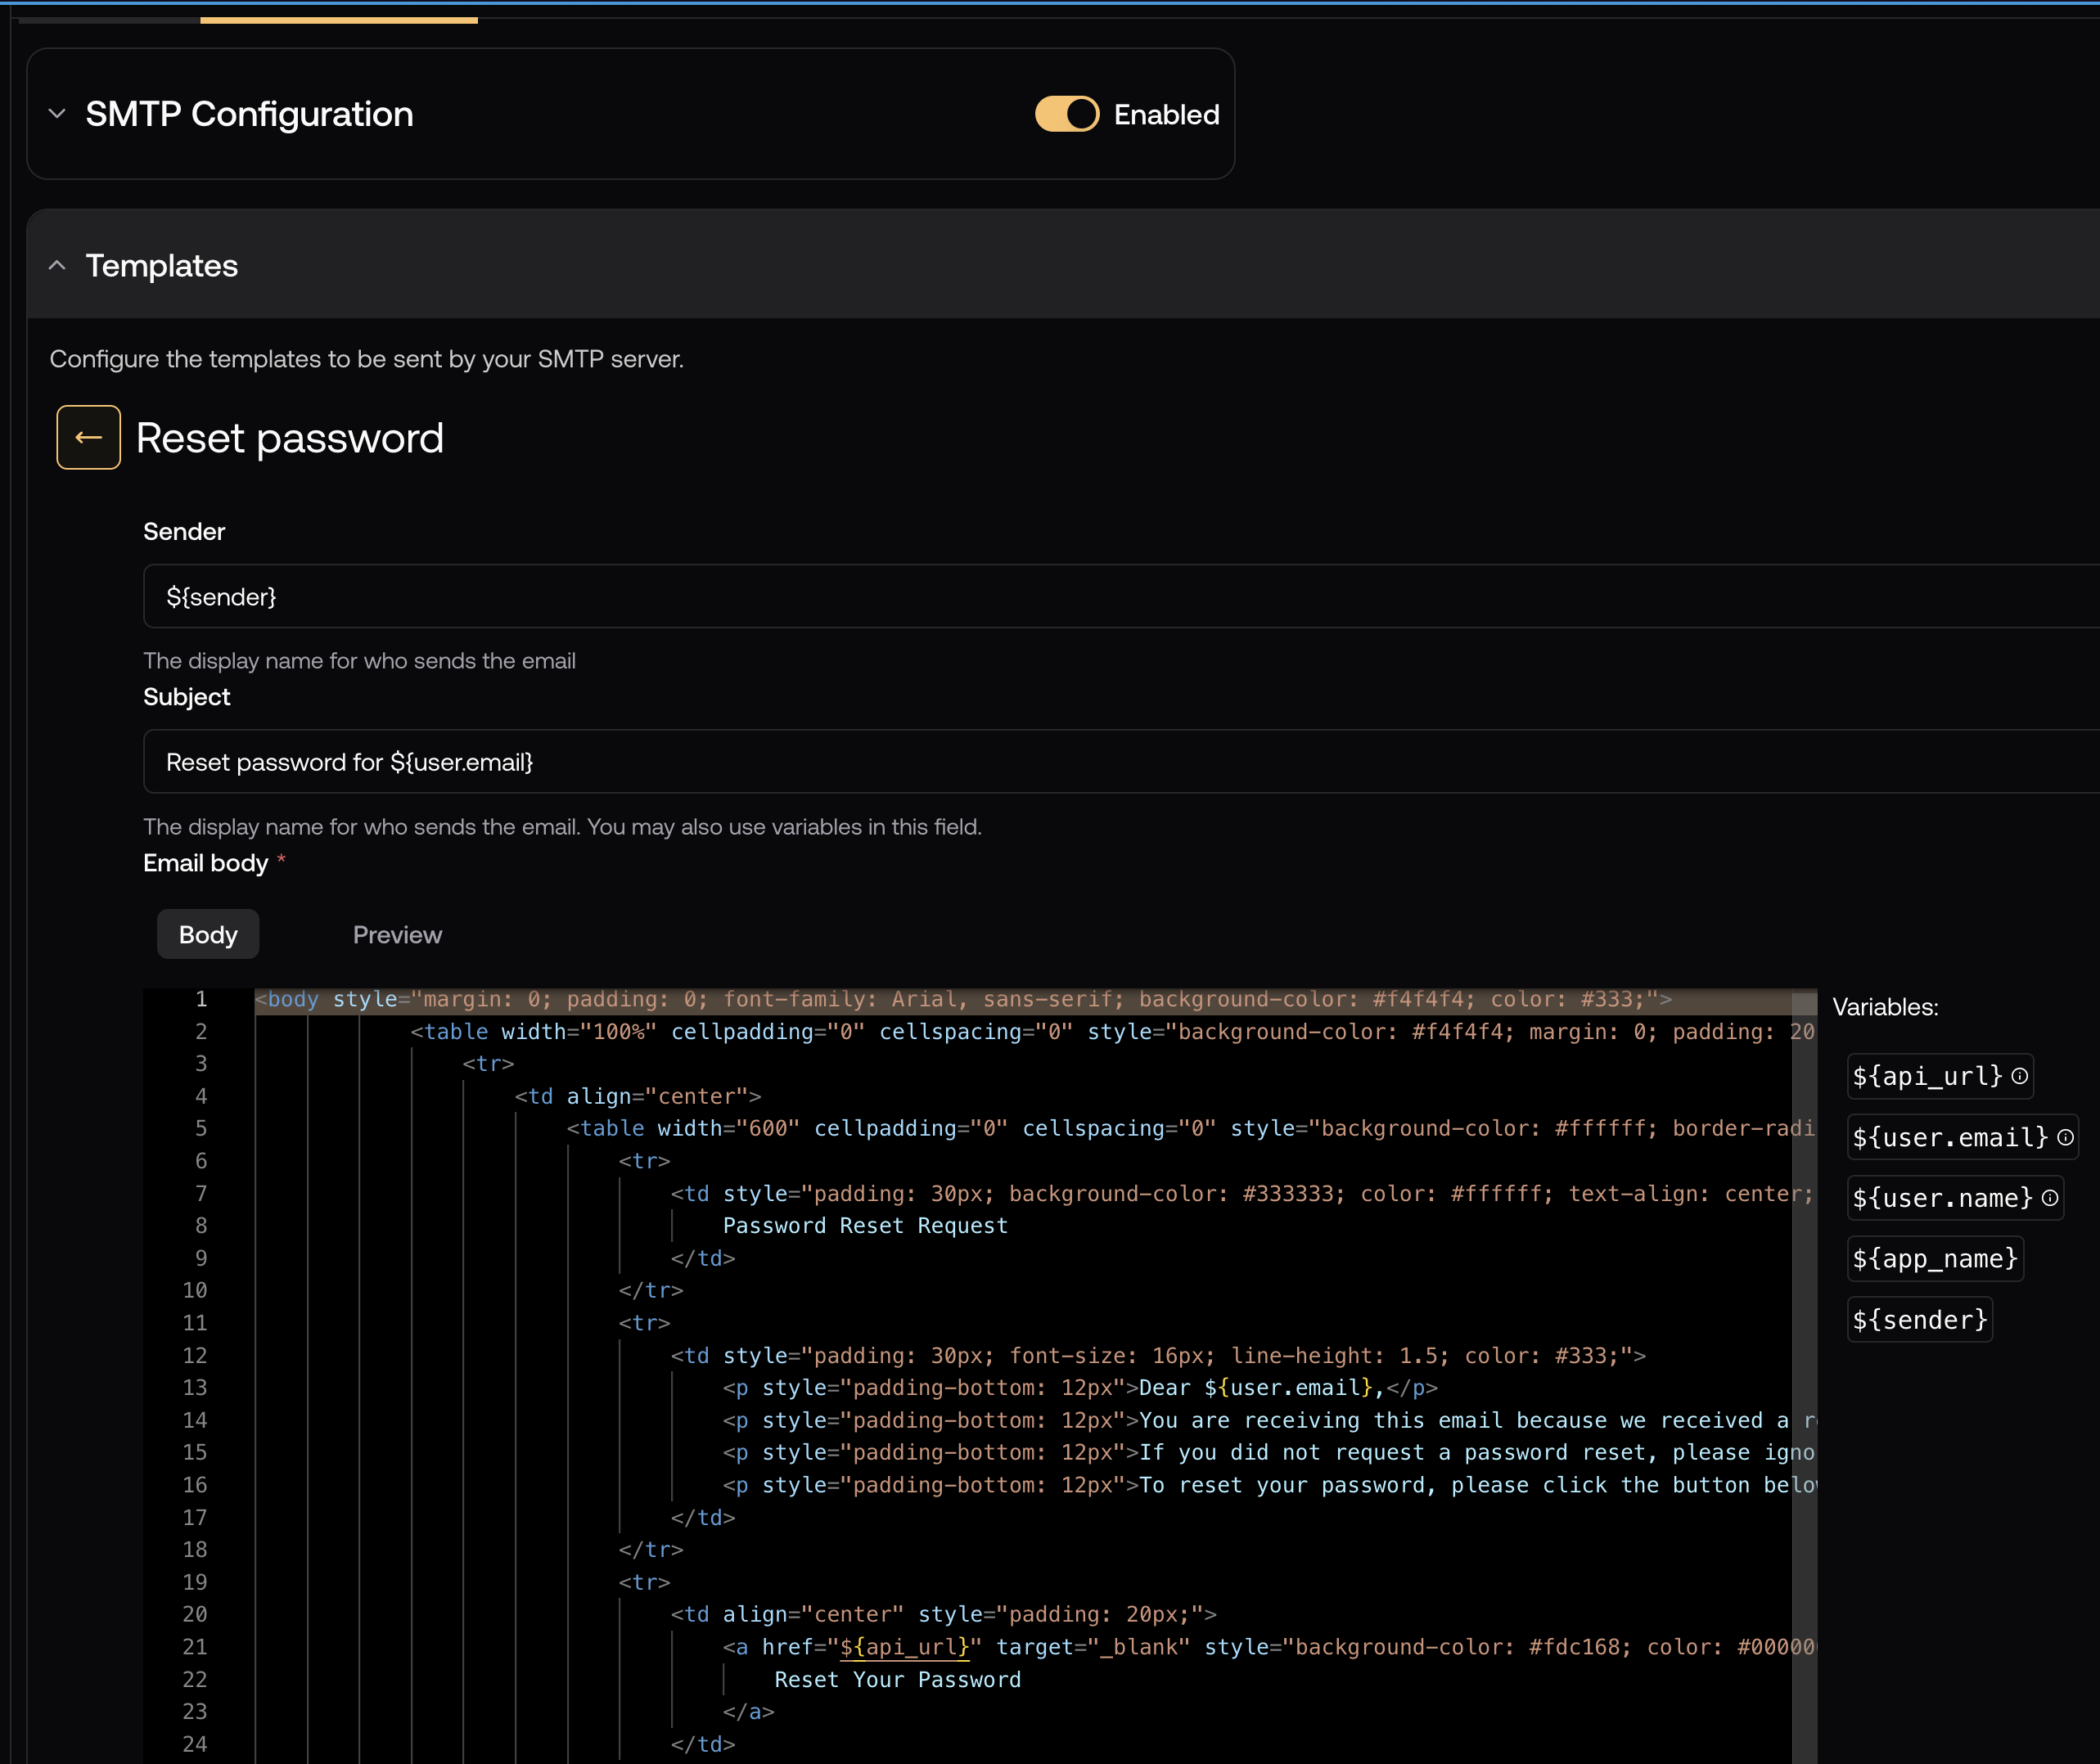 SMTP Configuration
Enabled
Templates
Configure the templates to be sent by your SMTP server.
Reset password
Sender
${sender}
The display name for who sends the email
Subject
Reset password for ${user.email}
The display name for who sends the email. You may also use variables in this field.
Email body *
Body Preview
1 <body style="margin: 0; padding: 0; font-family: Arial, sans-serif; background-color: #f4f4f4; color: #333;">
2 <table width="100%" cellpadding="0" cellspacing="0" style="background-color: #f4f4f4; margin: 0; padding: 20
3 <tr>
4 <td align="center">
5 <table width="600" cellpadding="0" cellspacing="0" style="background-color: #ffffff; border-radi
6 <tr>
7 <td style="padding: 30px; background-color: #333333; color: #ffffff; text-align: center;
8 Password Reset Request
9 </td>
10 </tr>
11 <tr>
12 <td style="padding: 30px; font-size: 16px; line-height: 1.5; color: #333;">
13 <p style="padding-bottom: 12px">Dear ${user.email},</p>
14 <p style="padding-bottom: 12px">You are receiving this email because we received a r
15 <p style="padding-bottom: 12px">If you did not request a password reset, please igno
16 <p style="padding-bottom: 12px">To reset your password, please click the button belo
17 </td>
18 </tr>
19 <tr>
20 <td align="center" style="padding: 20px;">
21 <a href="${api_url}" target="_blank" style="background-color: #fdc168; color: #00000
22 Reset Your Password
23 </a>
24 </td>
Variables:
${api_url}
${user.email}
${user.name}
${app_name}
${sender}